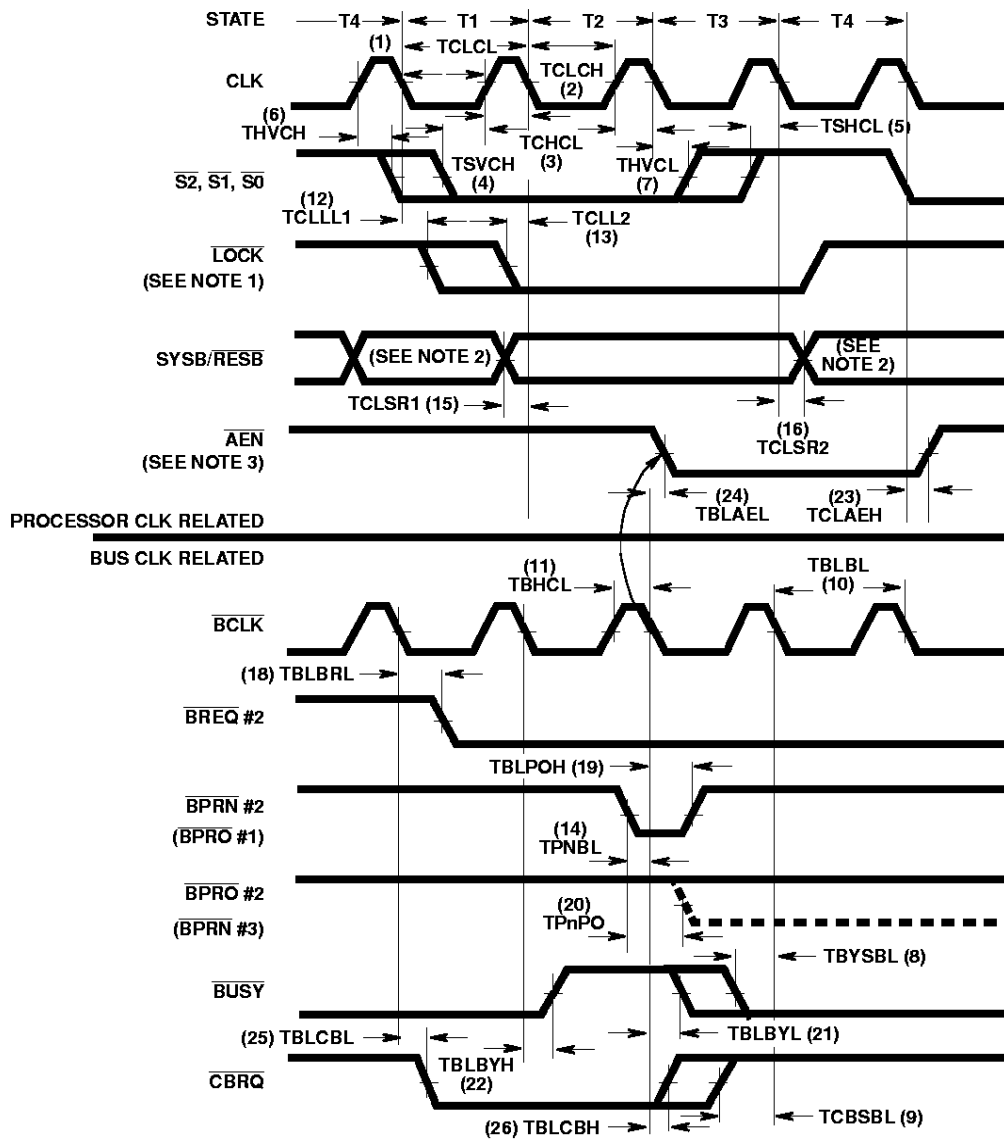 STATE T4 T1 T2 T3 T4
(1)
TCLCL
CLK
TCLCH
(2)
(6)
THVCH
TCHCL
(3)
TSHCL (5)
TSVCH
(4)
THVCL
(7)
S2, S1, S0
(12)
TCLLL1
TCLL2
(13)
LOCK
(SEE NOTE 1)
SYSB/RESB
(SEE NOTE 2)
(SEE
NOTE 2)
TCLSR1 (15)
(16)
TCLSR2
AEN
(SEE NOTE 3)
(24)
TBLAEL
(23)
TCLAEH
PROCESSOR CLK RELATED
BUS CLK RELATED
(11)
TBHCL
TBLBL
(10)
BCLK
(18) TBLBRL
BREQ #2
TBLPOH (19)
BPRN #2
(BPRO #1)
(14)
TPNBL
BPRO #2
(BPRN #3)
(20)
TPnPO
TBYSBL (8)
BUSY
(25) TBLCBL
TBLBYH
(22)
TBLBYL (21)
CBRQ
TCBSBL (9)
(26) TBLCBH